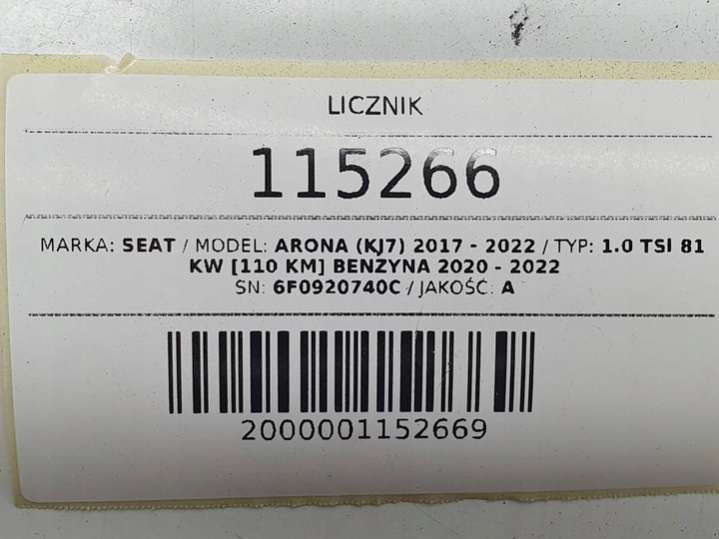 LICZNIK
115266
MARKA: SEAT / MODEL: ARONA (KJ7) 2017 - 2022 / TYP: 1.0 TSI 81
KW [110 KM] BENZYNA 2020 - 2022
SN: 6F0920740C / JAKOŚĆ: A
2000001152669